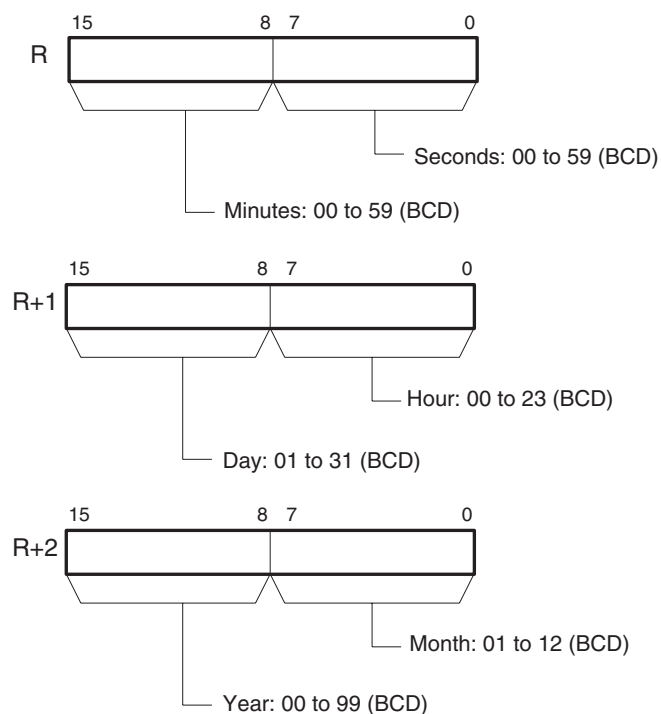 15 8 7 0
R
Seconds: 00 to 59 (BCD)
Minutes: 00 to 59 (BCD)
15 8 7 0
R+1
Hour: 00 to 23 (BCD)
Day: 01 to 31 (BCD)
15 8 7 0
R+2
Month: 01 to 12 (BCD)
Year: 00 to 99 (BCD)